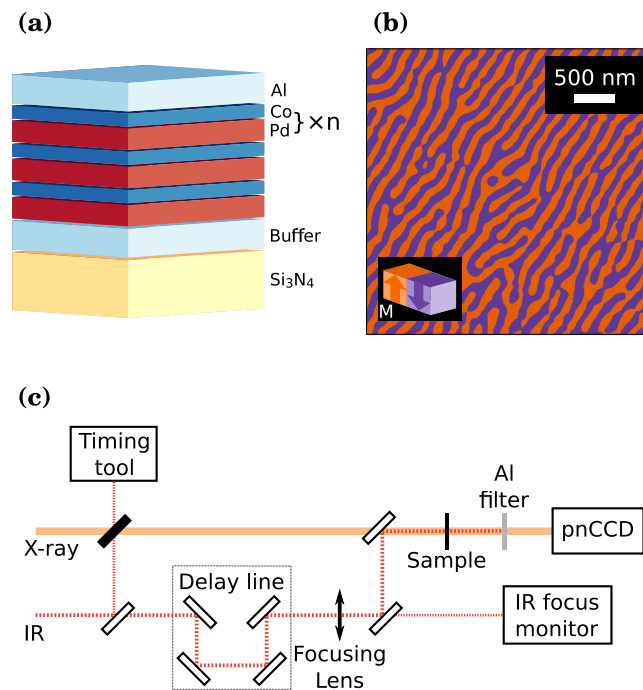 (a)
Al
Co
Pd
}×n
Buffer
Si₃N₄
(b)
500 nm
M
(c)
Timing
tool
X-ray
IR
Delay line
Focusing
Lens
Sample
Al
filter
pnCCD
IR focus
monitor